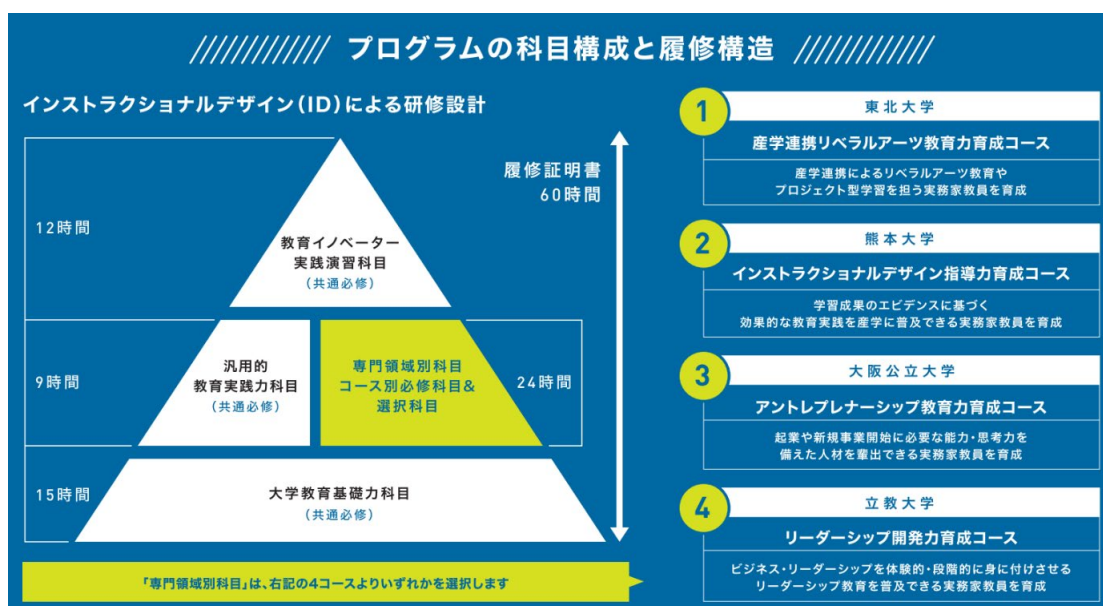 プログラムの科目構成と履修構造
インストラクショナルデザイン(ID)による研修設計
履修証明書
60時間
12時間
教育イノベーター
実践演習科目
(共通必修)
9時間
汎用的
教育実践力科目
(共通必修)
専門領域別科目
コース別必修科目&
選択科目
24時間
15時間
大学教育基礎力科目
(共通必修)
「専門領域別科目」は、右記の4コースよりいずれかを選択します
1
東北大学
産学連携リベラルアーツ教育力育成コース
産学連携によるリベラルアーツ教育や
プロジェクト型学習を担う実務家教員を育成
2
熊本大学
インストラクショナルデザイン指導力育成コース
学習成果のエビデンスに基づく
効果的な教育実践を産学に普及できる実務家教員を育成
3
大阪公立大学
アントレプレナーシップ教育力育成コース
起業や新規事業開始に必要な能力・思考力を
備えた人材を輩出できる実務家教員を育成
4
立教大学
リーダーシップ開発力育成コース
ビジネス・リーダーシップを体験的・段階的に身に付けさせる
リーダーシップ教育を普及できる実務家教員を育成